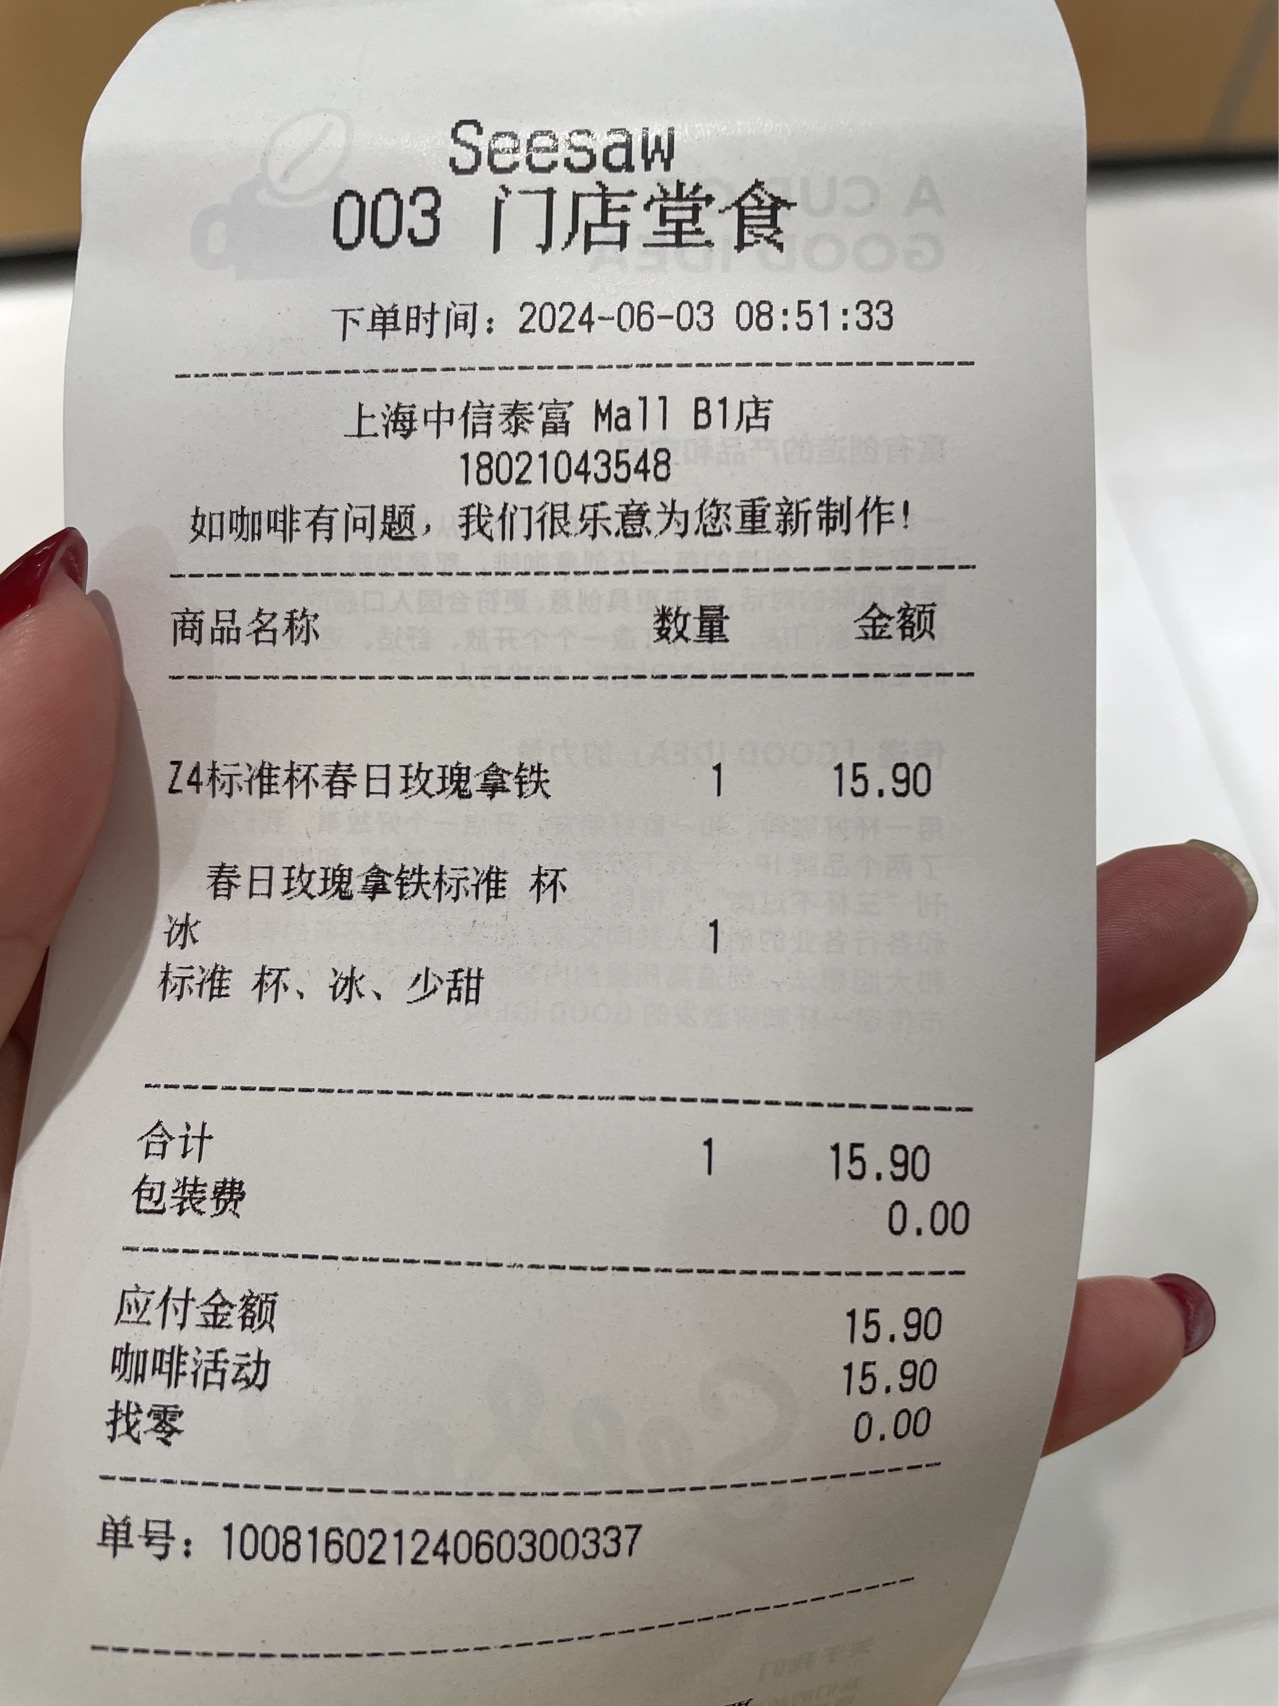 Seesaw
003 门店堂食
下单时间：2024-06-03 08:51:33
上海中信泰富 Mall B1店
18021043548
如咖啡有问题，我们很乐意为您重新制作！
商品名称 数量 金额
Z4标准杯春日玫瑰拿铁 1 15.90
春日玫瑰拿铁标准 杯
冰 1
标准 杯、冰、少甜
合计 1 15.90
包装费 0.00
应付金额 15.90
咖啡活动 15.90
找零 0.00
单号：10081602124060300337